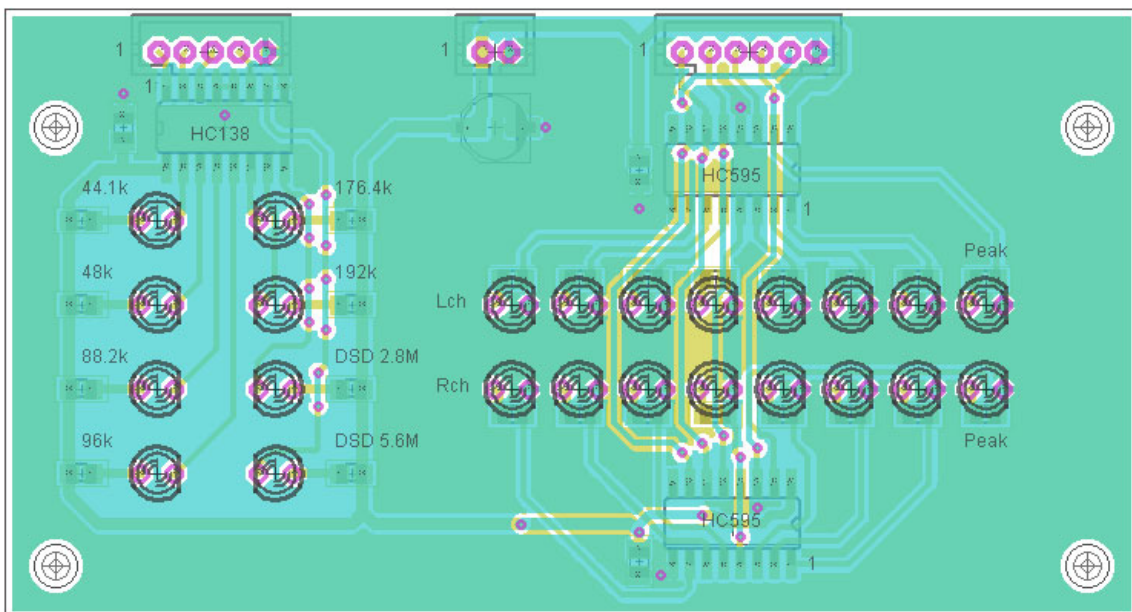 1
1
1
1
HC138
HC595
1
44.1k
176.4k
48k
192k
Peak
Lch
88.2k
DSD 2.8M
Rch
96k
DSD 5.6M
Peak
HC595
1